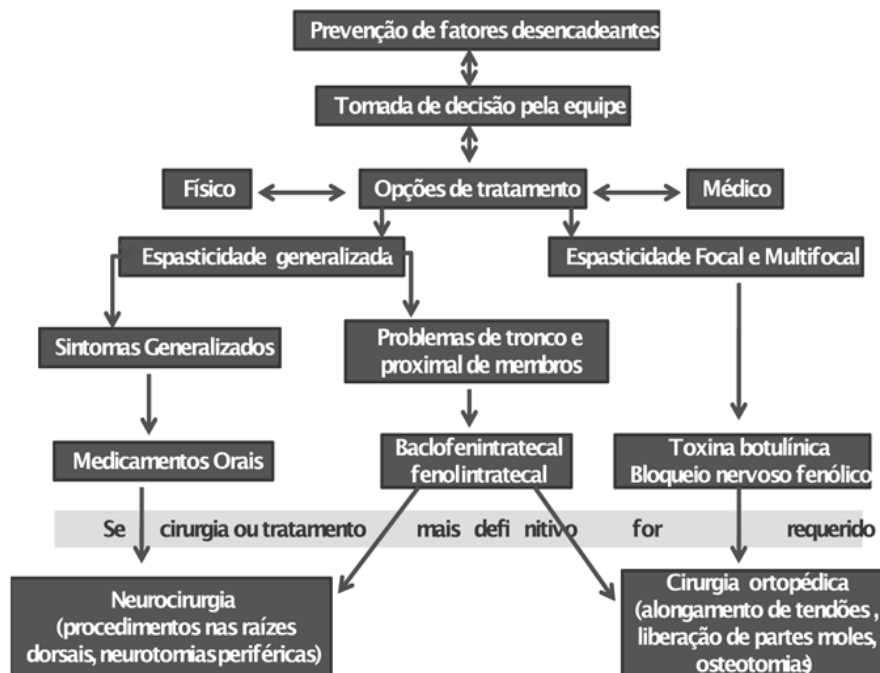 Prevenção de fatores desencadeantes
Tomada de decisão pela equipe
Físico
Opções de tratamento
Médico
Espasticidade generalizada
Espasticidade Focal e Multifocal
Sintomas Generalizados
Problemas de tronco e
proximal de membros
Medicamentos Orais
Baclofenintratecal
fenolintratecal
Toxina botulínica
Bloqueio nervoso fenólico
Se cirurgia ou tratamento mais defi nitivo for requerido
Neurocirurgia
(procedimentos nas raízes
dorsais, neurotomias periféricas)
Cirurgia ortopédica
(alongamento de tendões,
liberação de partes moles,
osteotomias)